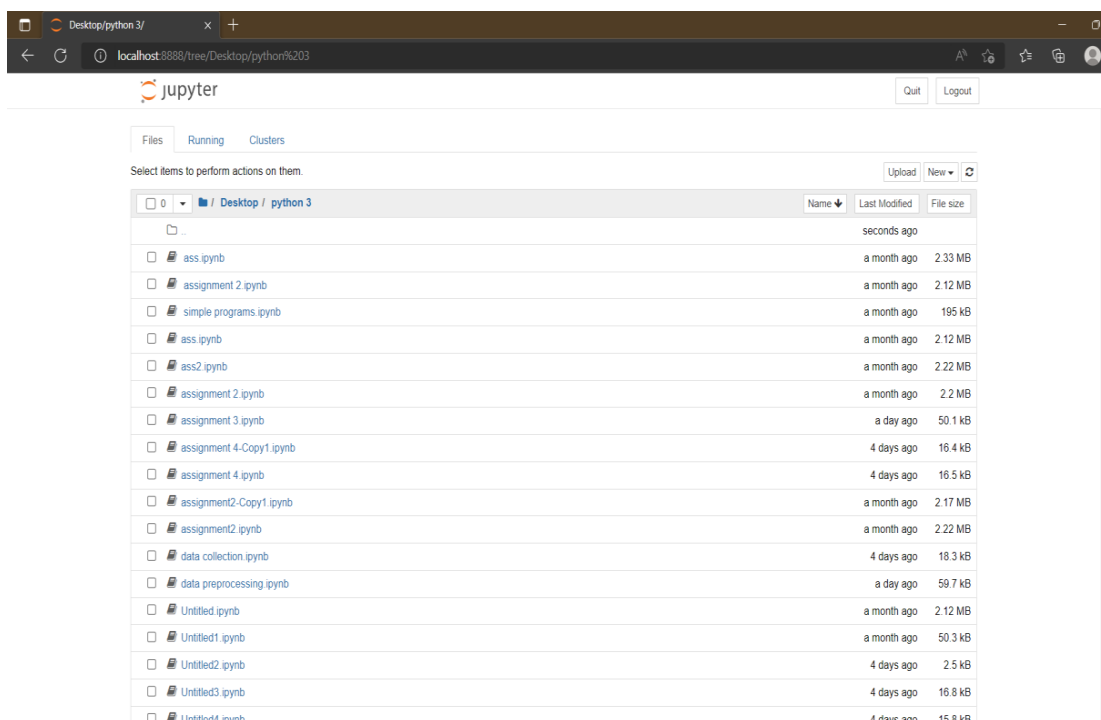 Desktop/python 3/
localhost:8888/tree/Desktop/python%203
jupyter
Quit Logout
Files Running Clusters
Select items to perform actions on them.
Upload New
0 / Desktop / python 3 Name Last Modified File size
.. seconds ago
ass.ipynb a month ago 2.33 MB
assignment 2.ipynb a month ago 2.12 MB
simple programs.ipynb a month ago 195 kB
ass.ipynb a month ago 2.12 MB
ass2.ipynb a month ago 2.22 MB
assignment 2.ipynb a month ago 2.2 MB
assignment 3.ipynb a day ago 50.1 kB
assignment 4-Copy1.ipynb 4 days ago 16.4 kB
assignment 4.ipynb 4 days ago 16.5 kB
assignment2-Copy1.ipynb a month ago 2.17 MB
assignment2.ipynb a month ago 2.22 MB
data collection.ipynb 4 days ago 18.3 kB
data preprocessing.ipynb a day ago 59.7 kB
Untitled.ipynb a month ago 2.12 MB
Untitled1.ipynb a month ago 50.3 kB
Untitled2.ipynb 4 days ago 2.5 kB
Untitled3.ipynb 4 days ago 16.8 kB
Untitled4.ipynb 4 days ago 15.8 kB